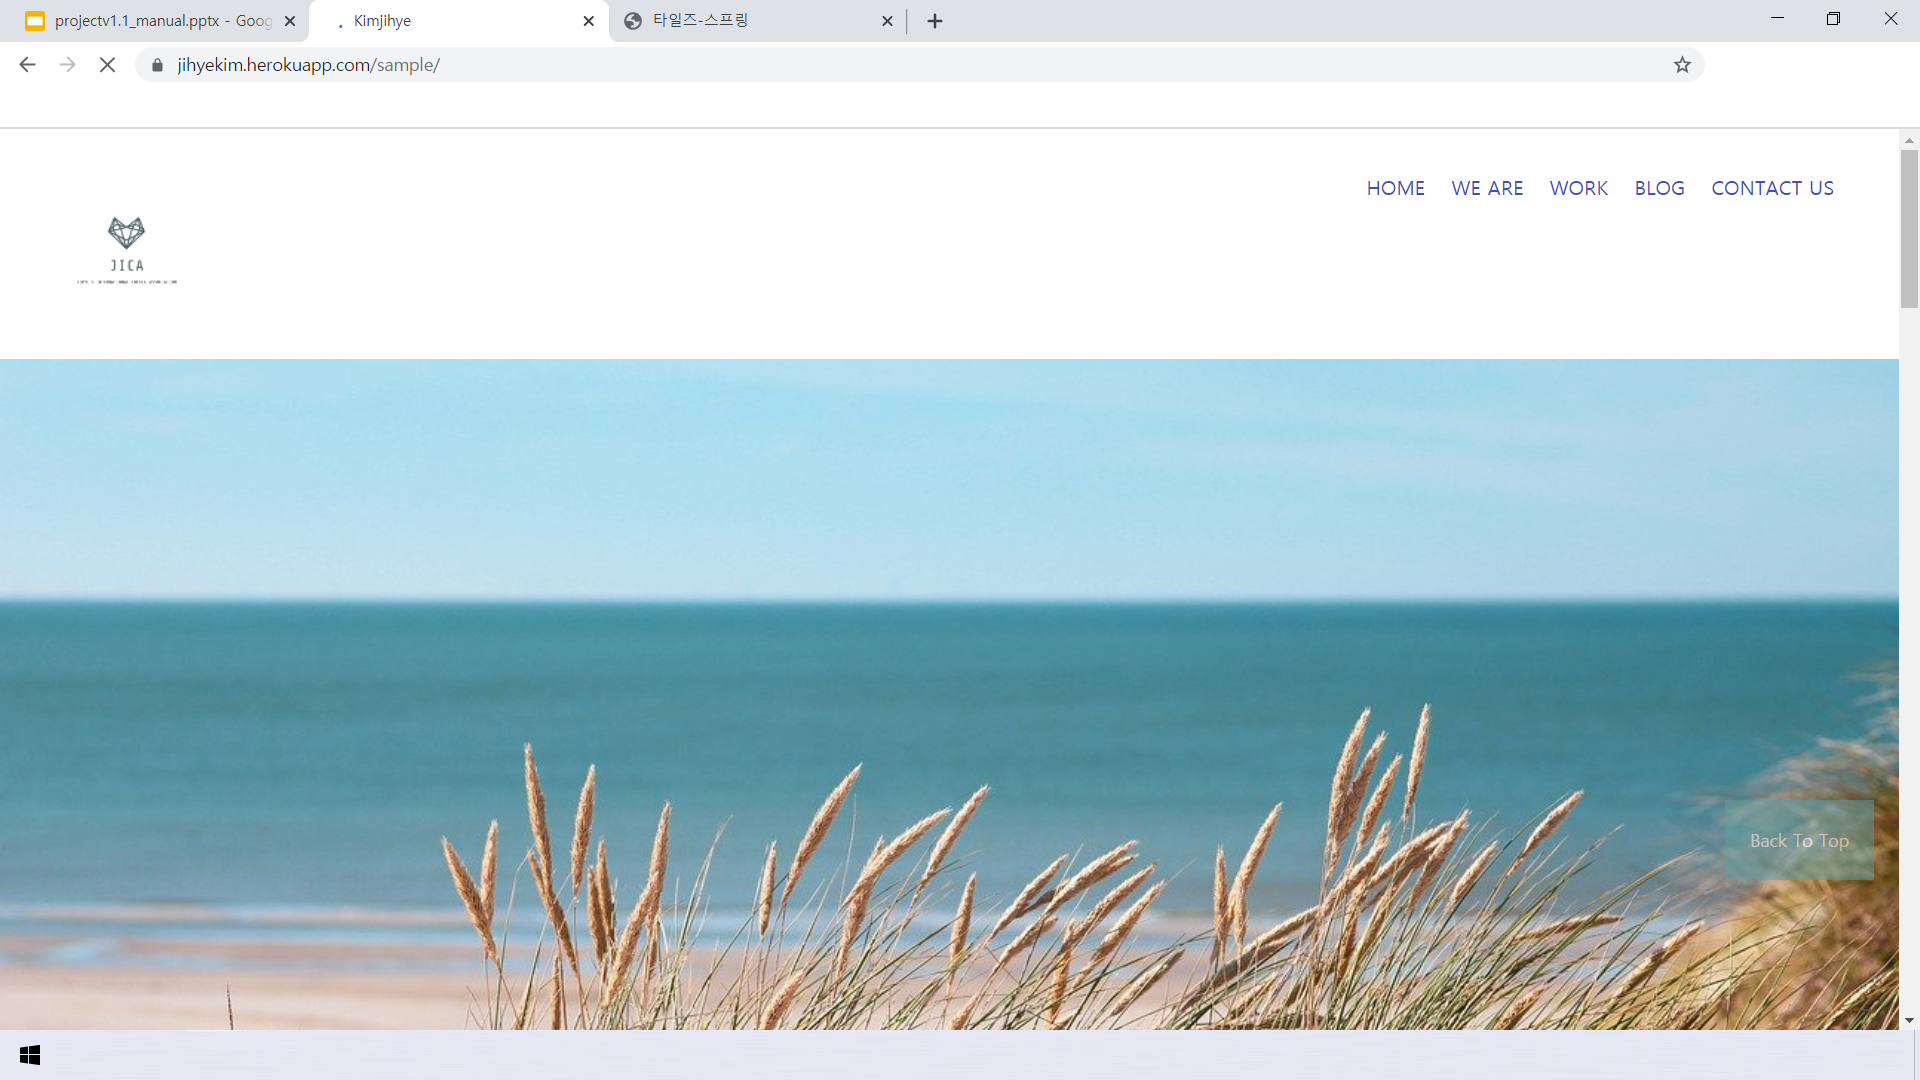 projectv1.1_manual.pptx - Goog
Kimjihye
타일즈-스프링
jihyekim.herokuapp.com/sample/
HOME WE ARE WORK BLOG CONTACT US
JICA
Back To Top